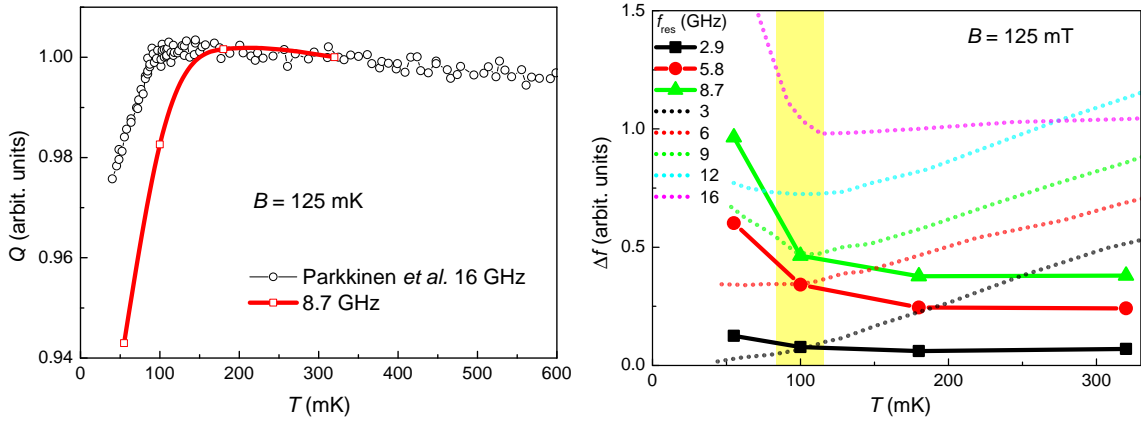 1.00
0.98
0.96
0.94
Q (arbit. units)
B = 125 mK
Parkkinen et al. 16 GHz
8.7 GHz
0 100 200 300 400 500 600
T (mK)
1.5
1.0
0.5
0.0
Δf (arbit. units)
f_res (GHz)
2.9
5.8
8.7
3
6
9
12
16
B = 125 mT
0 100 200 300
T (mK)